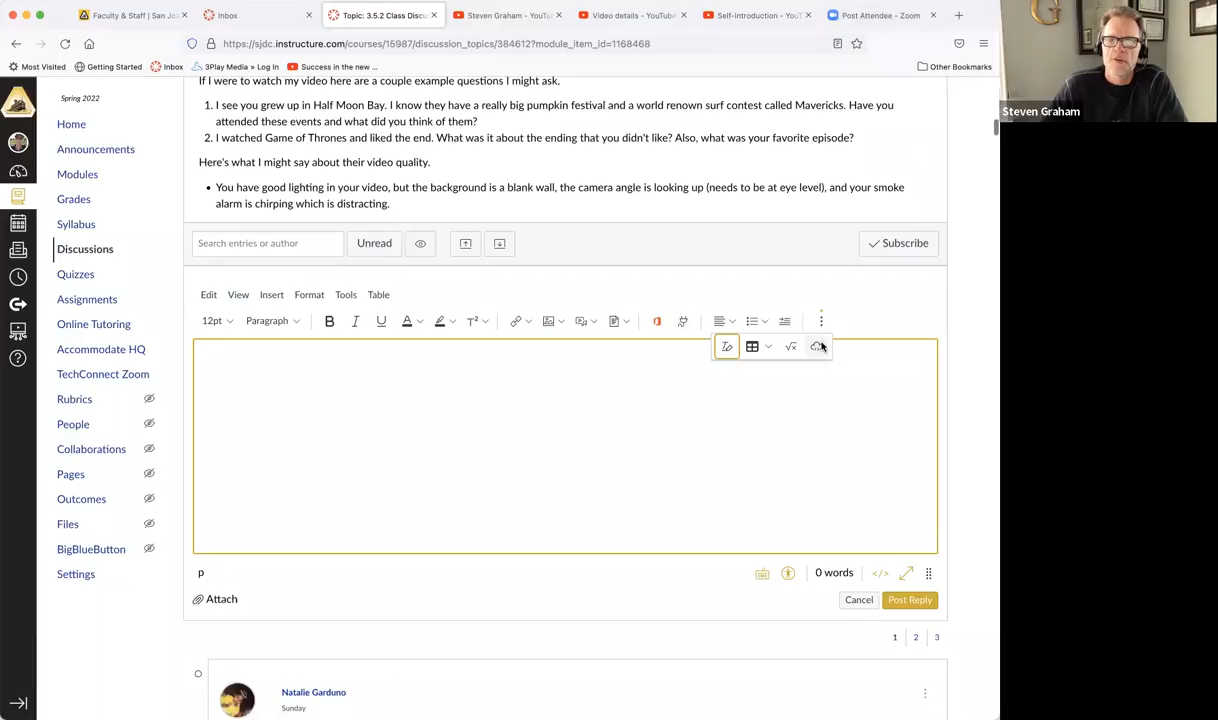 Faculty & Staff | San Joa
Inbox
Topic: 3.5.2 Class Discu
Steven Graham - YouTu
Video details - YouTube
Self-Introduction - YouT
Post Attendee - Zoom
https://sjdc.instructure.com/courses/15987/discussion_topics/384612?module_item_id=1168468
Most Visited
Getting Started
Inbox
3Play Media » Log In
Success in the new ...
Other Bookmarks
Steven Graham
Spring 2022
Home
Announcements
Modules
Grades
Syllabus
Discussions
Quizzes
Assignments
Online Tutoring
Accommodate HQ
TechConnect Zoom
Rubrics
People
Collaborations
Pages
Outcomes
Files
BigBlueButton
Settings
If I were to watch my video here are a couple example questions I might ask.
1. I see you grew up in Half Moon Bay. I know they have a really big pumpkin festival and a world renown surf contest called Mavericks. Have you
attended these events and what did you think of them?
2. I watched Game of Thrones and liked the end. What was it about the ending that you didn't like? Also, what was your favorite episode?
Here's what I might say about their video quality.
• You have good lighting in your video, but the background is a blank wall, the camera angle is looking up (needs to be at eye level), and your smoke
alarm is chirping which is distracting.
Search entries or author
Unread
Subscribe
Edit View Insert Format Tools Table
12pt Paragraph B I U A T²
p
0 words </>
Attach
Cancel
Post Reply
1 2 3
Natalie Garduno
Sunday